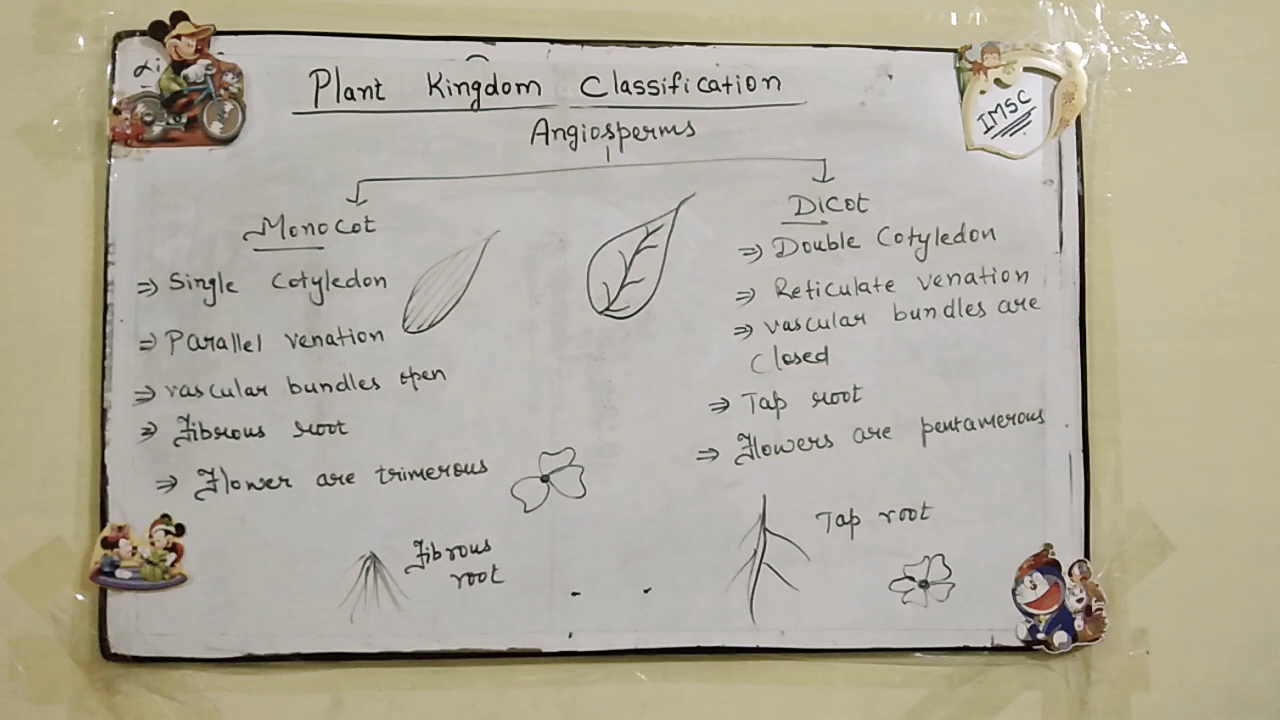 Plant Kingdom Classification
IMSC
Angiosperms
Monocot
⇒ Single Cotyledon
⇒ Parallel venation
⇒ vascular bundles open
⇒ Fibrous root
⇒ Flower are trimerous
Fibrous
root
Dicot
⇒ Double Cotyledon
⇒ Reticulate venation
⇒ vascular bundles are
Closed
⇒ Tap root
⇒ Flowers are pentamerous
Tap root